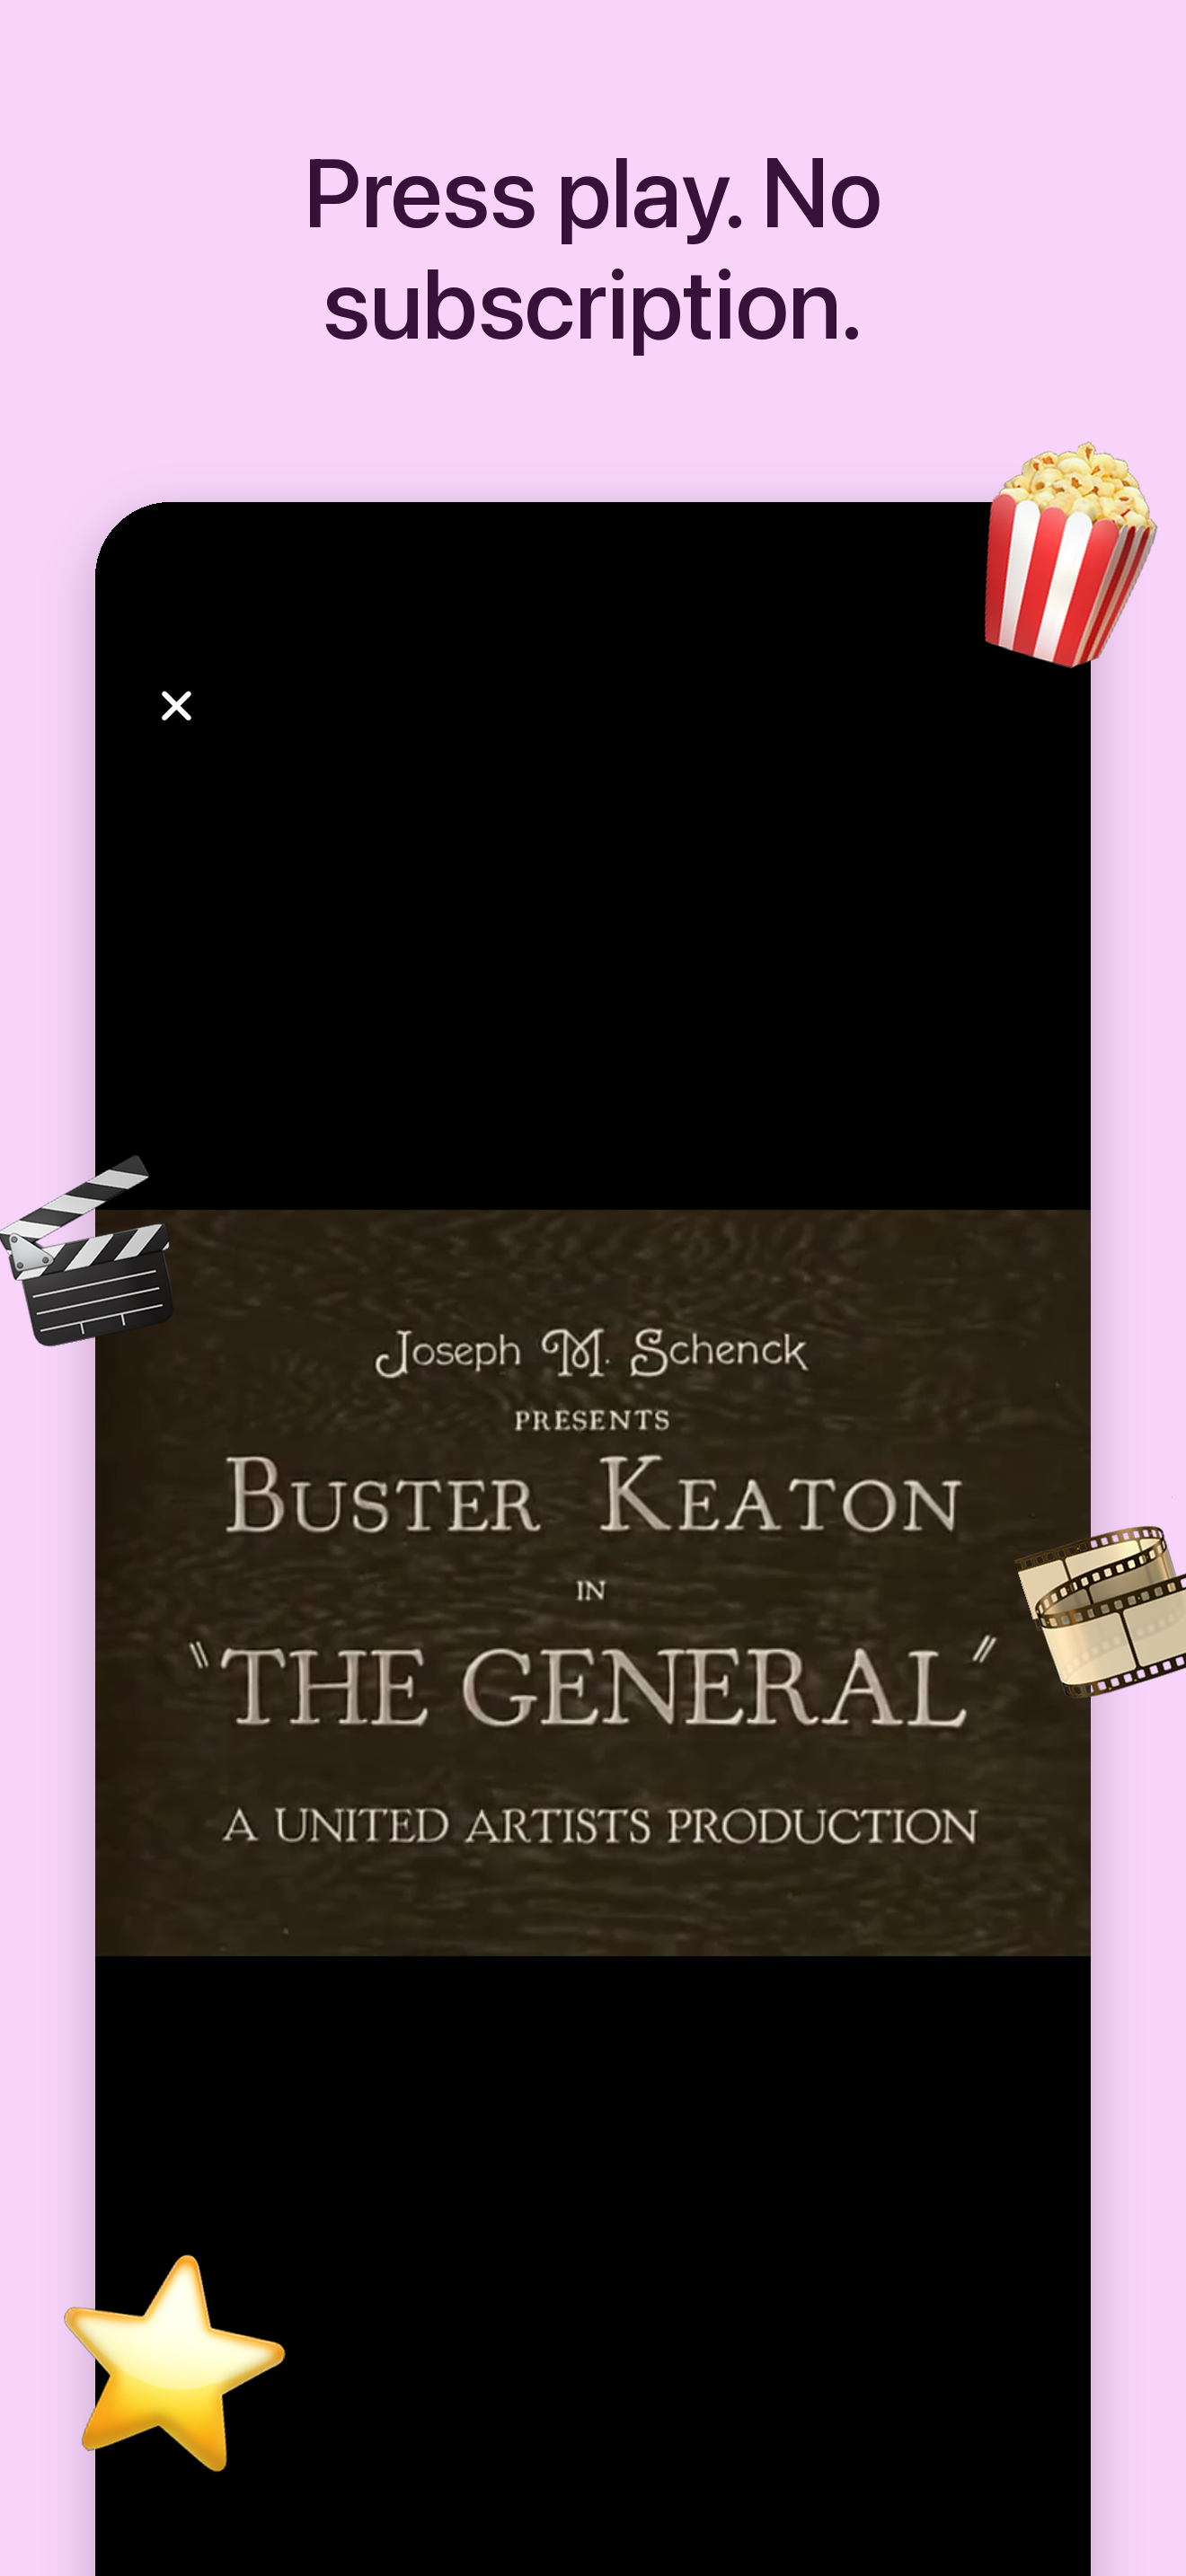 Press play. No
subscription.
Joseph M. Schenck
PRESENTS
BUSTER KEATON
IN
"THE GENERAL"
A UNITED ARTISTS PRODUCTION